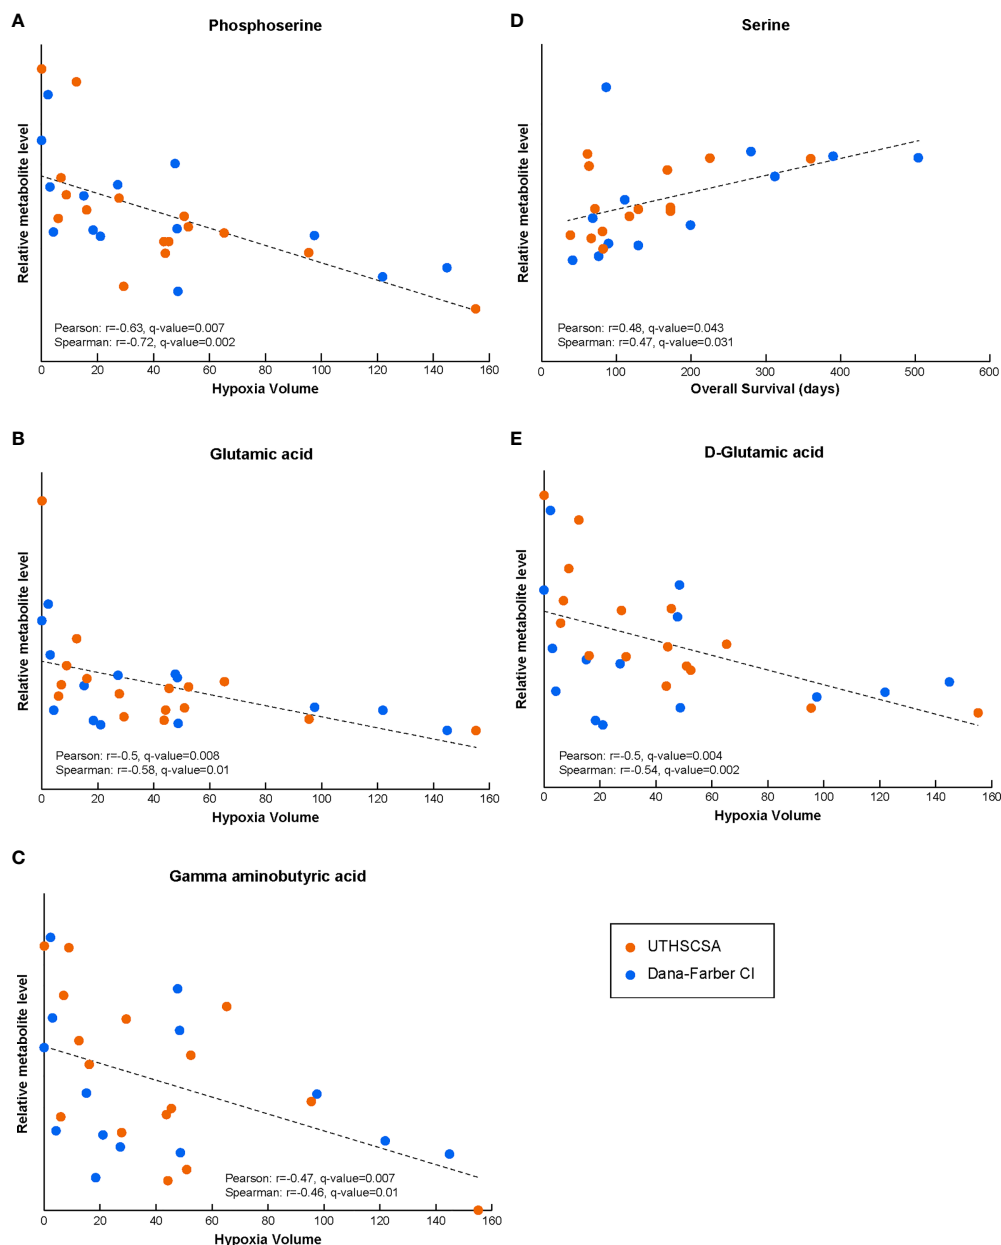 A
Phosphoserine
Relative metabolite level
Pearson: r=-0.63, q-value=0.007
Spearman: r=-0.72, q-value=0.002
0 20 40 60 80 100 120 140 160
Hypoxia Volume
D
Serine
Relative metabolite level
Pearson: r=0.48, q-value=0.043
Spearman: r=0.47, q-value=0.031
0 100 200 300 400 500 600
Overall Survival (days)
B
Glutamic acid
Relative metabolite level
Pearson: r=-0.5, q-value=0.008
Spearman: r=-0.58, q-value=0.01
0 20 40 60 80 100 120 140 160
Hypoxia Volume
E
D-Glutamic acid
Relative metabolite level
Pearson: r=-0.5, q-value=0.004
Spearman: r=-0.54, q-value=0.002
0 20 40 60 80 100 120 140 160
Hypoxia Volume
C
Gamma aminobutyric acid
Relative metabolite level
Pearson: r=-0.47, q-value=0.007
Spearman: r=-0.46, q-value=0.01
0 20 40 60 80 100 120 140 160
Hypoxia Volume
UTHSCSA
Dana-Farber CI